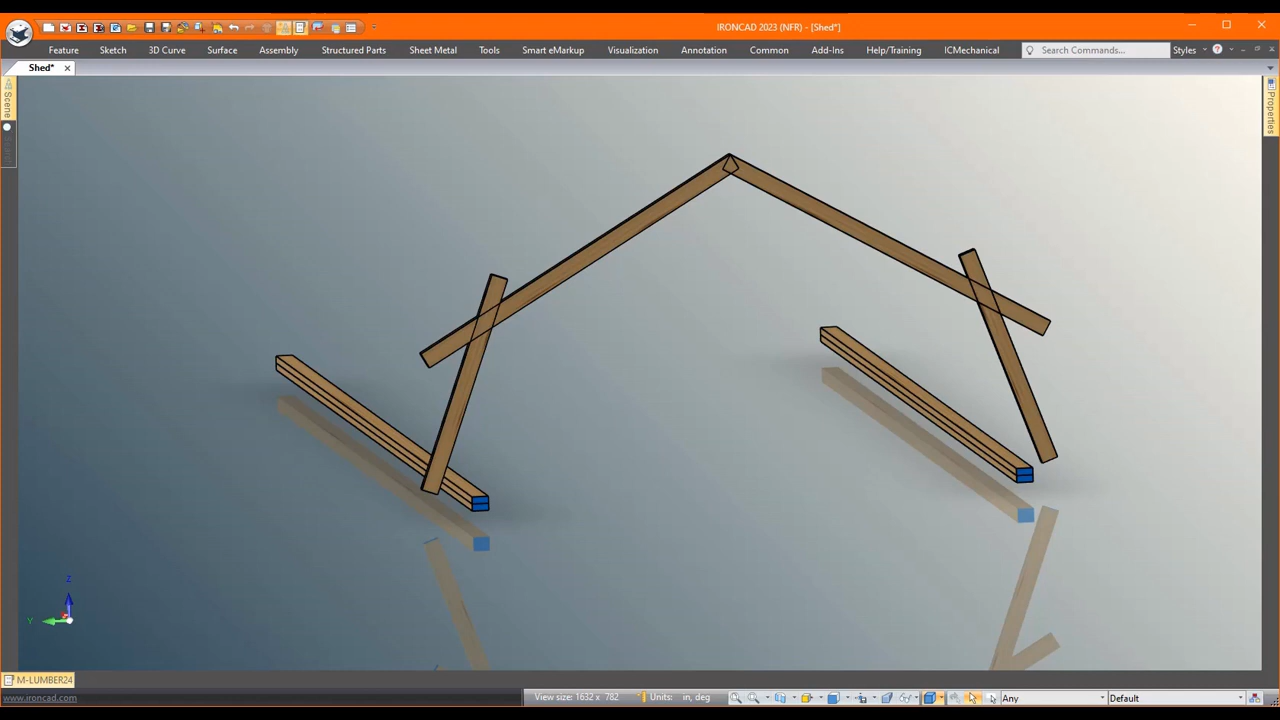 IRONCAD 2023 (NFR) - [Shed*]
Feature Sketch 3D Curve Surface Assembly Structured Parts Sheet Metal Tools Smart eMarkup Visualization Annotation Common Add-Ins Help/Training ICMechanical Search Commands... Styles
Shed*
Scene
Properties
Z
Y
M-LUMBER24
www.ironcad.com
View size: 1632 x 782 Units: in, deg Any Default